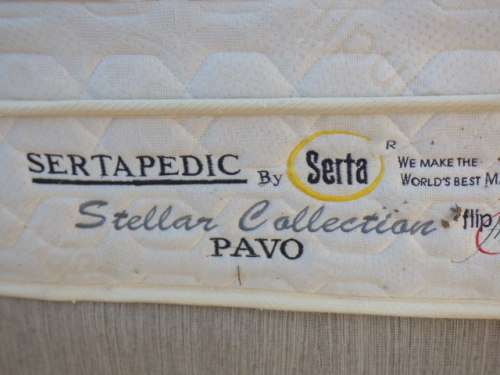 SERTAPEDIC By Serta R WE MAKE THE
WORLD'S BEST M
Stellar Collection flip
PAVO